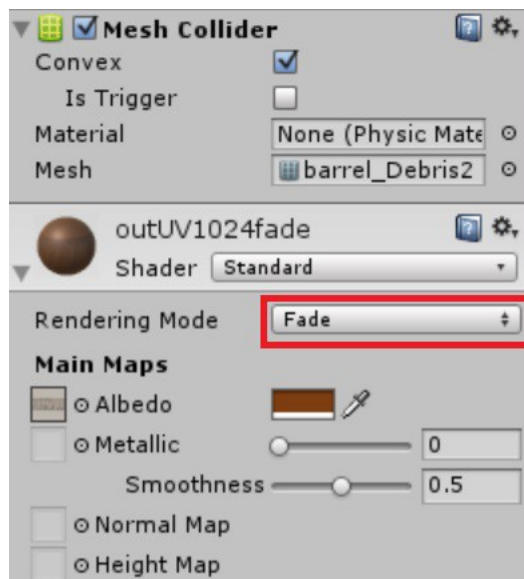 Mesh Collider
Convex
Is Trigger
Material None (Physic Mate
Mesh barrel_Debris2
outUV1024fade
Shader Standard
Rendering Mode Fade
Main Maps
Albedo
Metallic 0
Smoothness 0.5
Normal Map
Height Map